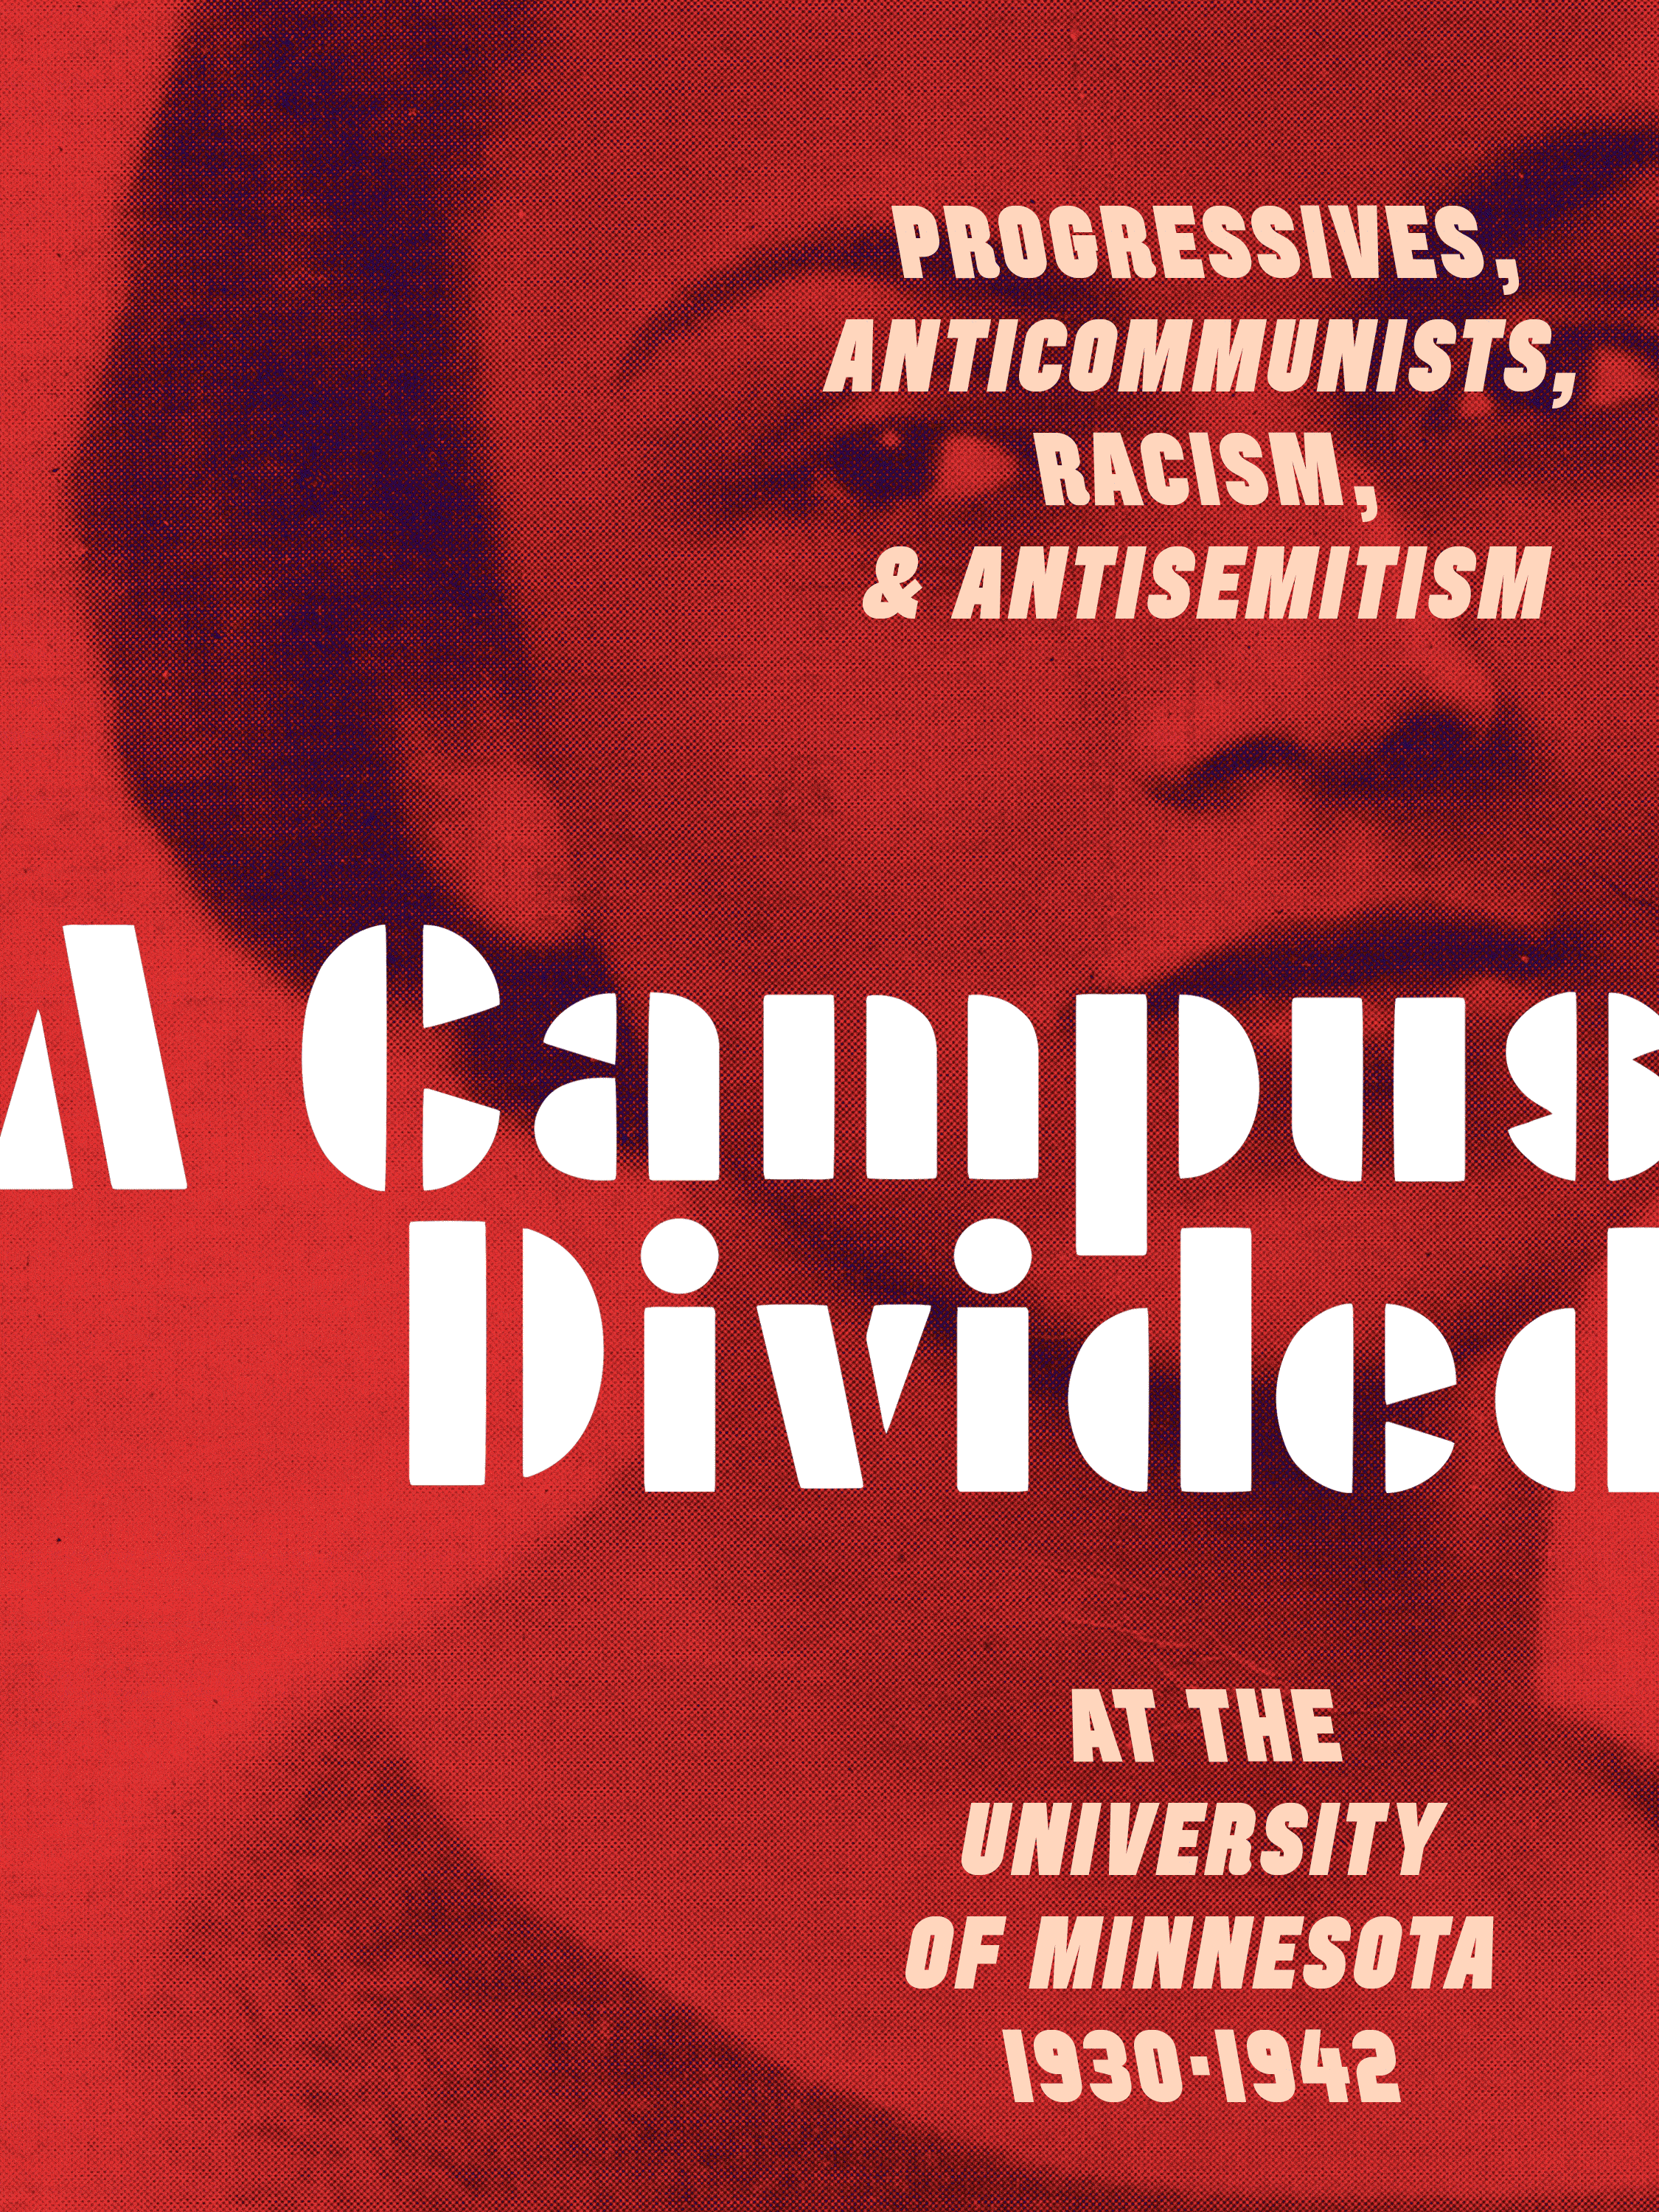 PROGRESSIVES,
ANTICOMMUNISTS,
RACISM,
& ANTISEMITISM
A Campus
Divided
AT THE
UNIVERSITY
OF MINNESOTA
1930-1942